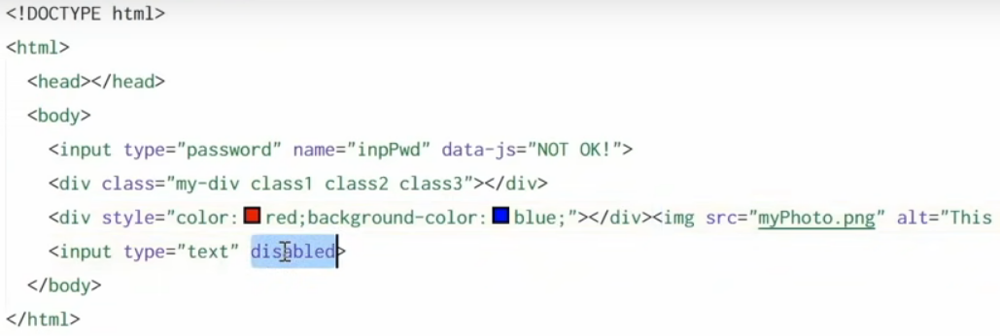 <!DOCTYPE html>
<html>
<head></head>
<body>
<input type="password" name="inpPwd" data-js="NOT OK!">
<div class="my-div class1 class2 class3"></div>
<div style="color:red;background-color:blue;"></div><img src="myPhoto.png" alt="This
<input type="text" disabled>
</body>
</html>